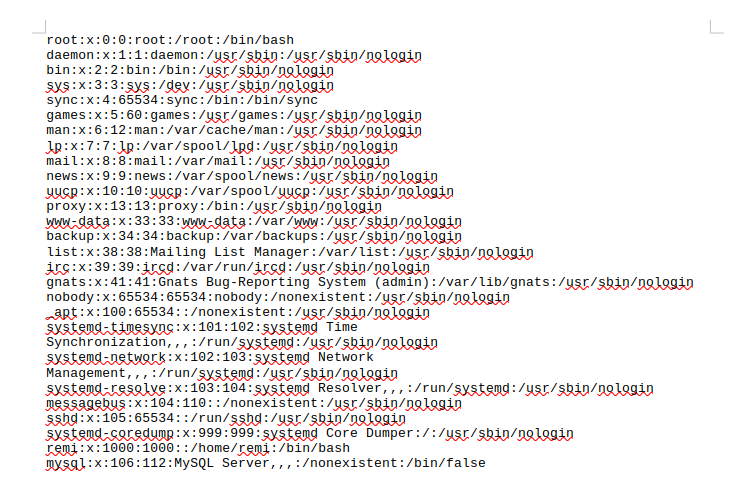 root:x:0:0:root:/root:/bin/bash
daemon:x:1:1:daemon:/usr/sbin:/usr/sbin/nologin
bin:x:2:2:bin:/bin:/usr/sbin/nologin
sys:x:3:3:sys:/dev:/usr/sbin/nologin
sync:x:4:65534:sync:/bin:/bin/sync
games:x:5:60:games:/usr/games:/usr/sbin/nologin
man:x:6:12:man:/var/cache/man:/usr/sbin/nologin
lp:x:7:7:lp:/var/spool/lpd:/usr/sbin/nologin
mail:x:8:8:mail:/var/mail:/usr/sbin/nologin
news:x:9:9:news:/var/spool/news:/usr/sbin/nologin
uucp:x:10:10:uucp:/var/spool/uucp:/usr/sbin/nologin
proxy:x:13:13:proxy:/bin:/usr/sbin/nologin
www-data:x:33:33:www-data:/var/www:/usr/sbin/nologin
backup:x:34:34:backup:/var/backups:/usr/sbin/nologin
list:x:38:38:Mailing List Manager:/var/list:/usr/sbin/nologin
irc:x:39:39:ircd:/var/run/ircd:/usr/sbin/nologin
gnats:x:41:41:Gnats Bug-Reporting System (admin):/var/lib/gnats:/usr/sbin/nologin
nobody:x:65534:65534:nobody:/nonexistent:/usr/sbin/nologin
_apt:x:100:65534::/nonexistent:/usr/sbin/nologin
systemd-timesync:x:101:102:systemd Time
Synchronization,,,:/run/systemd:/usr/sbin/nologin
systemd-network:x:102:103:systemd Network
Management,,,:/run/systemd:/usr/sbin/nologin
systemd-resolve:x:103:104:systemd Resolver,,,:/run/systemd:/usr/sbin/nologin
messagebus:x:104:110::/nonexistent:/usr/sbin/nologin
sshd:x:105:65534::/run/sshd:/usr/sbin/nologin
systemd-coredump:x:999:999:systemd Core Dumper:/:/usr/sbin/nologin
remi:x:1000:1000::/home/remi:/bin/bash
mysql:x:106:112:MySQL Server,,,:/nonexistent:/bin/false